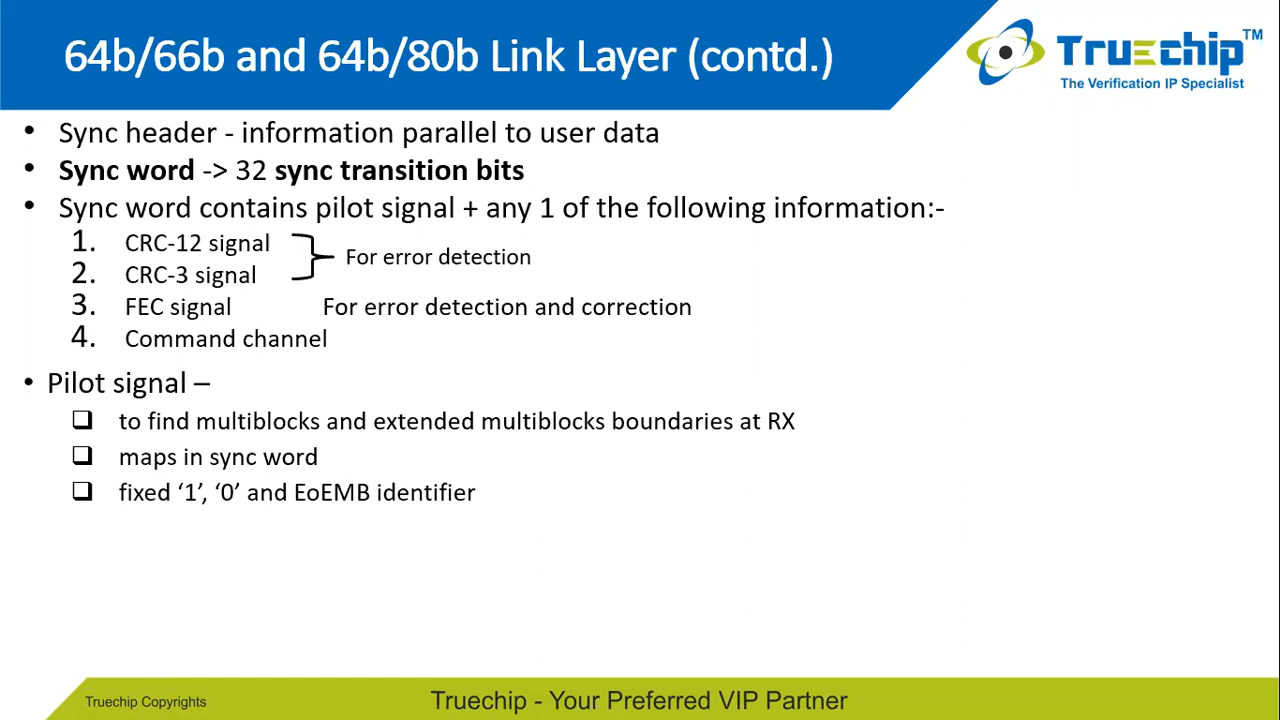 64b/66b and 64b/80b Link Layer (contd.)
Truechip™
The Verification IP Specialist
• Sync header - information parallel to user data
• Sync word -> 32 sync transition bits
• Sync word contains pilot signal + any 1 of the following information:-
1. CRC-12 signal
For error detection
2. CRC-3 signal
3. FEC signal For error detection and correction
4. Command channel
• Pilot signal –
❑ to find multiblocks and extended multiblocks boundaries at RX
❑ maps in sync word
❑ fixed ‘1’, ‘0’ and EoEMB identifier
Truechip Copyrights
Truechip - Your Preferred VIP Partner